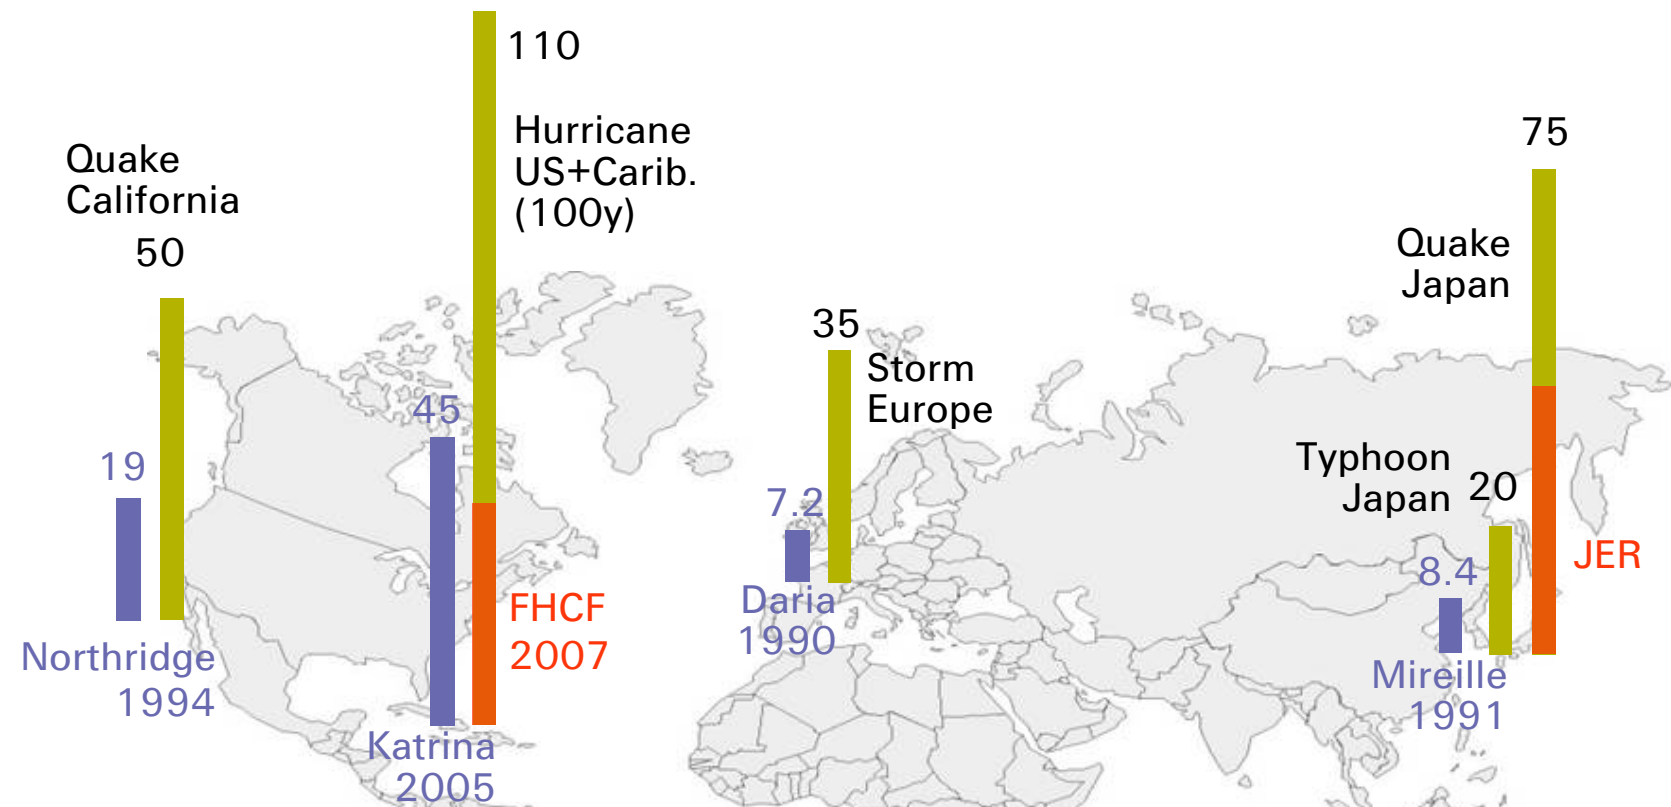 Quake
California
50
19
Northridge
1994
110
Hurricane
US+Carib.
(100y)
45
FHCF
2007
Katrina
2005
35
Storm
Europe
7.2
Daria
1990
75
Quake
Japan
Typhoon
Japan
20
8.4
JER
Mireille
1991